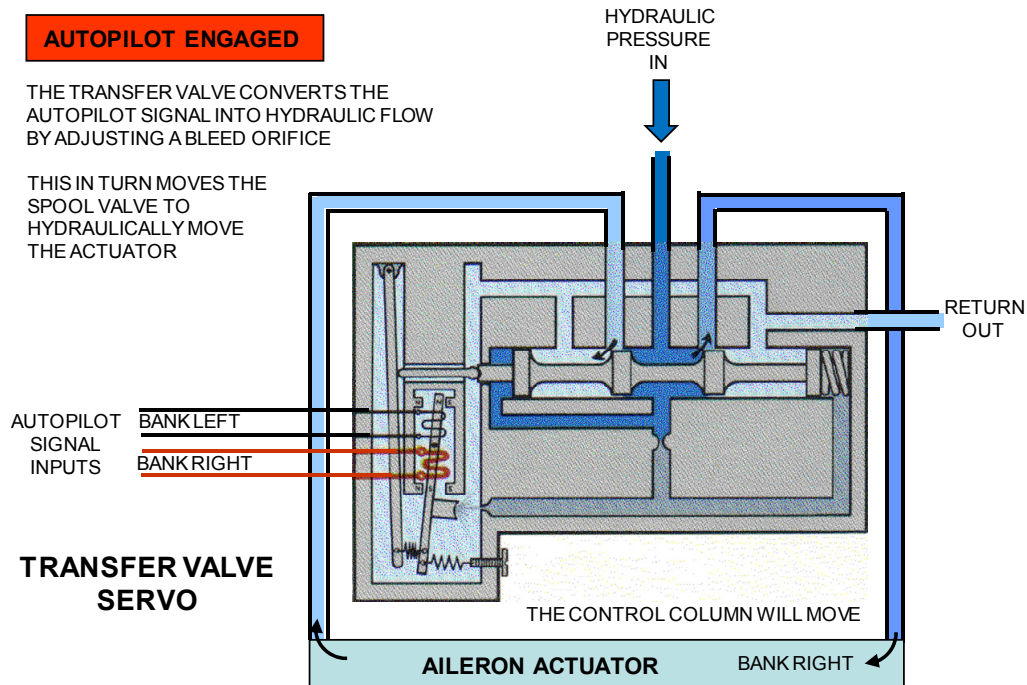 AUTOPILOT ENGAGED
THE TRANSFER VALVE CONVERTS THE
AUTOPILOT SIGNAL INTO HYDRAULIC FLOW
BY ADJUSTING A BLEED ORIFICE
THIS IN TURN MOVES THE
SPOOL VALVE TO
HYDRAULICALLY MOVE
THE ACTUATOR
HYDRAULIC
PRESSURE
IN
RETURN
OUT
AUTOPILOT
SIGNAL
INPUTS
BANK LEFT
BANK RIGHT
TRANSFER VALVE
SERVO
THE CONTROL COLUMN WILL MOVE
AILERON ACTUATOR
BANK RIGHT